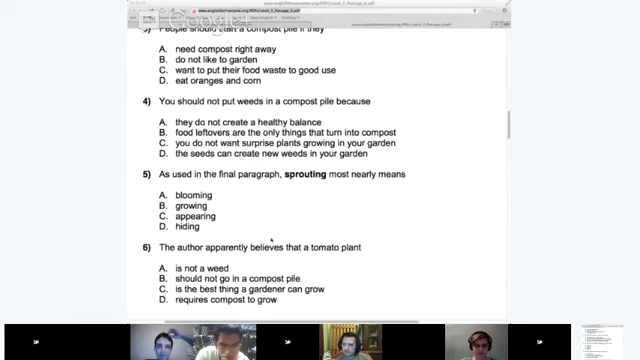 3) People should start a compost pile if they
A. need compost right away
B. do not like to garden
C. want to put their food waste to good use
D. eat oranges and corn
4) You should not put weeds in a compost pile because
A. they do not create a healthy balance
B. food leftovers are the only things that turn into compost
C. you do not want surprise plants growing in your garden
D. the seeds can create new weeds in your garden
5) As used in the final paragraph, sprouting most nearly means
A. blooming
B. growing
C. appearing
D. hiding
6) The author apparently believes that a tomato plant
A. is not a weed
B. should not go in a compost pile
C. is the best thing a gardener can grow
D. requires compost to grow